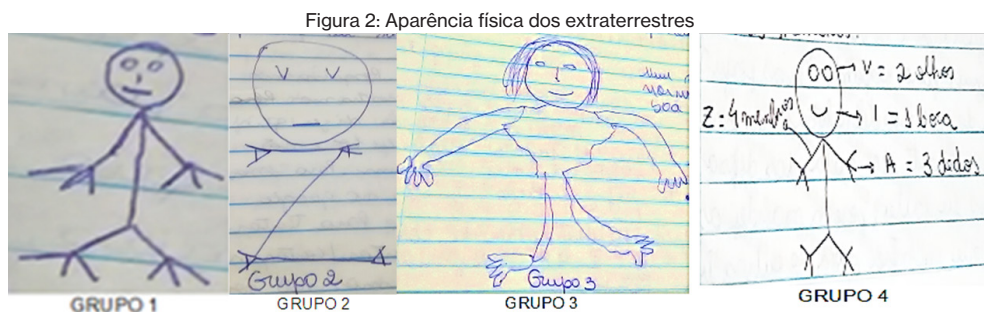 Figura 2: Aparência física dos extraterrestres
V V
Grupo 2
boa
Grupo 3
V = 2 olhos
1 = 1 boca
Z = 4 membros
A = 3 didos
GRUPO 1
GRUPO 2
GRUPO 3
GRUPO 4